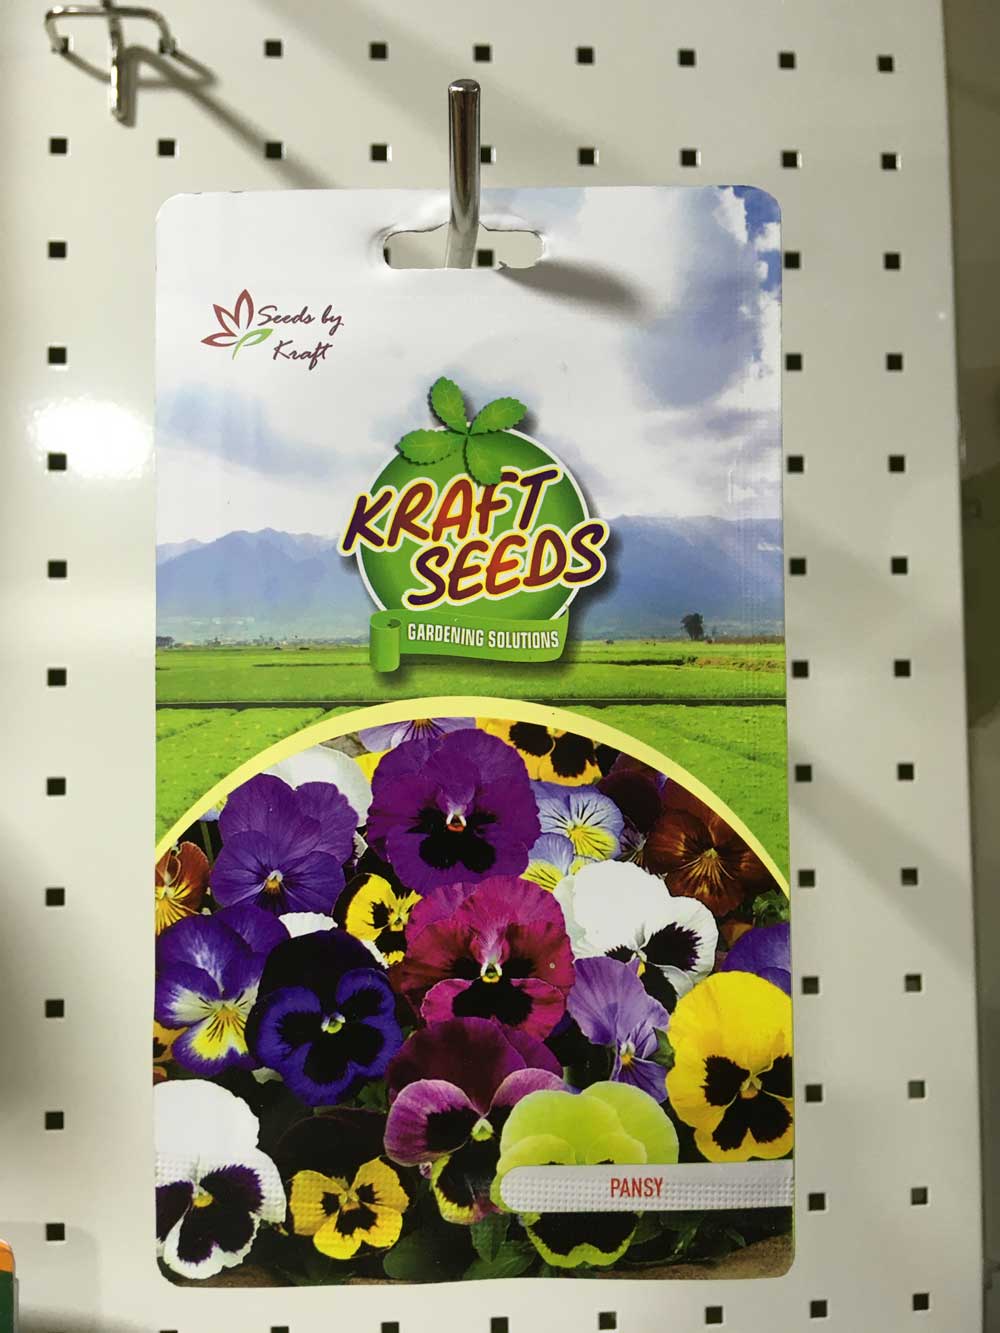 Seeds by
Kraft
KRAFT
SEEDS
GARDENING SOLUTIONS
PANSY